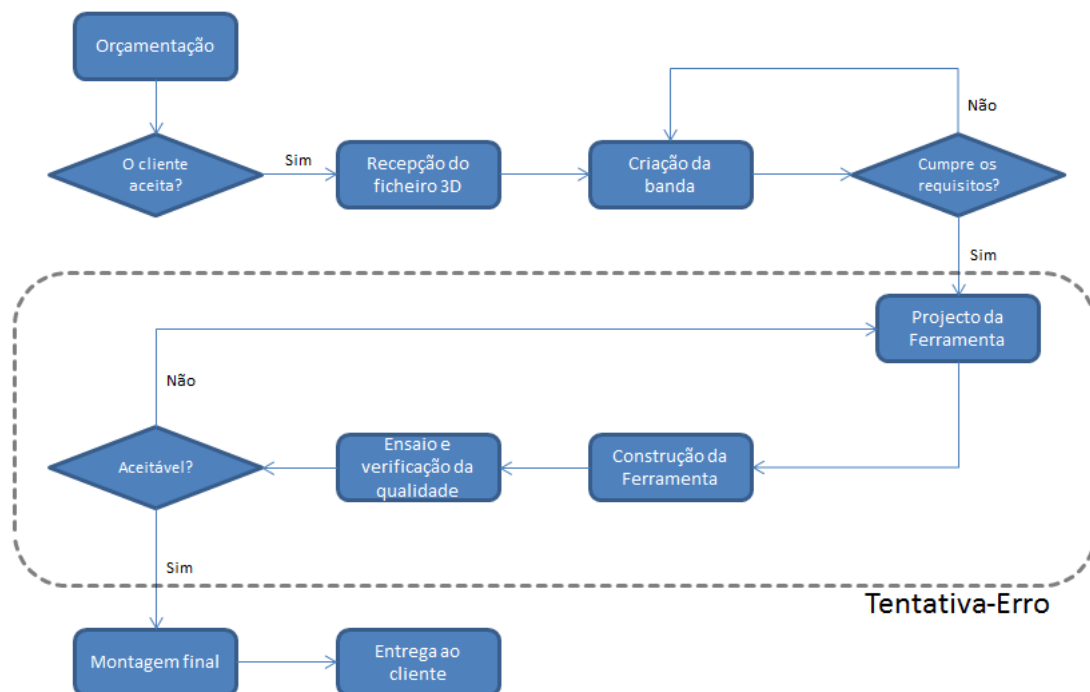 Orçamentação
O cliente
aceita?
Sim
Recepção do
ficheiro 3D
Criação da
banda
Não
Cumpre os
requisitos?
Sim
Projecto da
Ferramenta
Não
Aceitável?
Ensaio e
verificação da
qualidade
Construção da
Ferramenta
Sim
Tentativa-Erro
Montagem final
Entrega ao
cliente